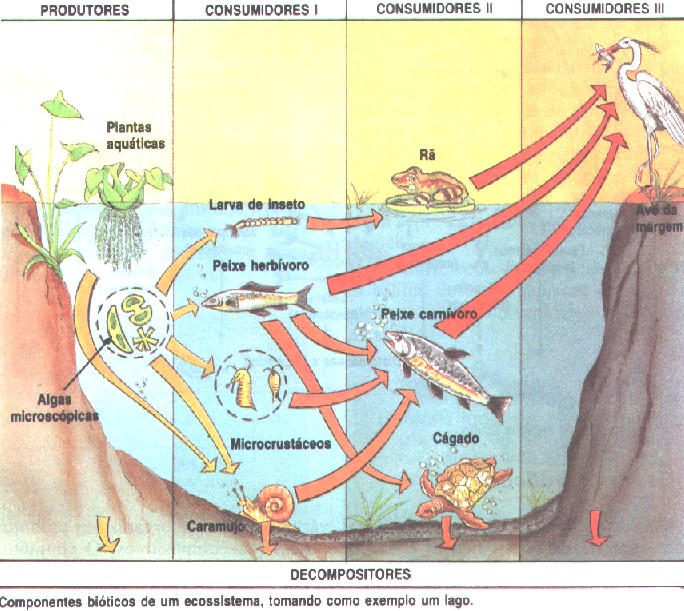 PRODUTORES
CONSUMIDORES I
CONSUMIDORES II
CONSUMIDORES III
Plantas
aquáticas
Rã
Larva de inseto
Ave da
margem
Peixe herbívoro
Peixe carnívoro
Algas
microscópicas
Microcrustáceos
Cágado
Caramujo
DECOMPOSITORES
Componentes bióticos de um ecossistema, tomando como exemplo um lago.